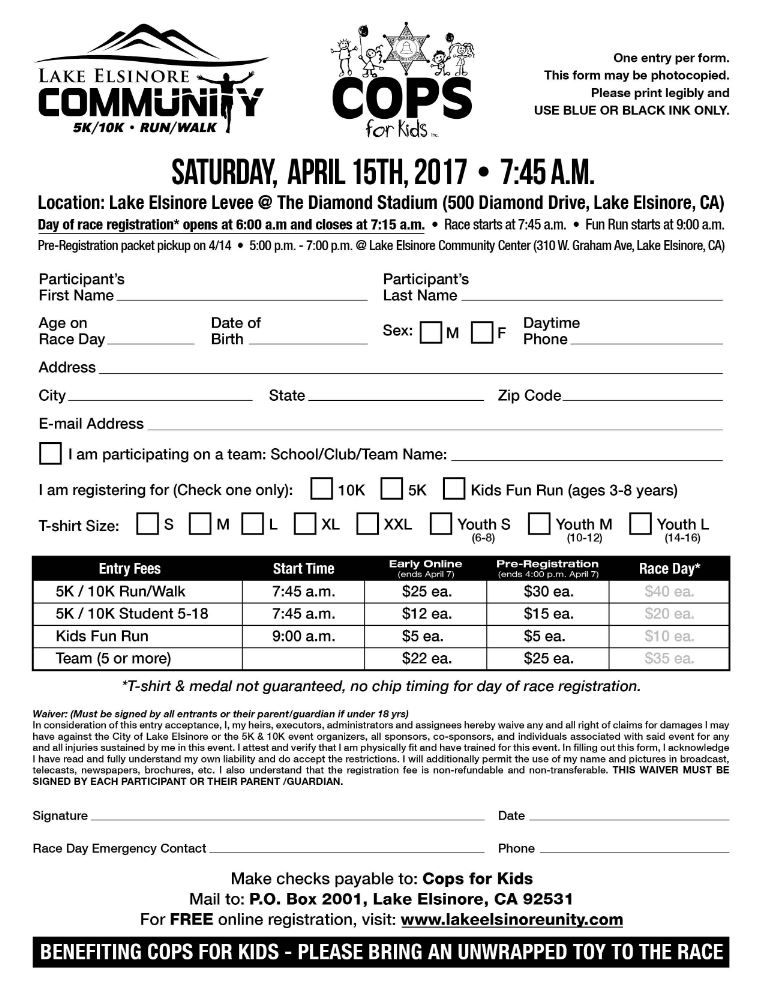 LAKE ELSINORE
COMMUNITY
5K/10K • RUN/WALK
COPS
for Kids INC.
One entry per form.
This form may be photocopied.
Please print legibly and
USE BLUE OR BLACK INK ONLY.
SATURDAY, APRIL 15TH, 2017 • 7:45 A.M.
Location: Lake Elsinore Levee @ The Diamond Stadium (500 Diamond Drive, Lake Elsinore, CA)
Day of race registration* opens at 6:00 a.m and closes at 7:15 a.m. • Race starts at 7:45 a.m. • Fun Run starts at 9:00 a.m.
Pre-Registration packet pickup on 4/14 • 5:00 p.m. - 7:00 p.m. @ Lake Elsinore Community Center (310 W. Graham Ave, Lake Elsinore, CA)
Participant's First Name Participant's Last Name
Age on Race Day Date of Birth Sex: M F Daytime Phone
Address
City State Zip Code
E-mail Address
I am participating on a team: School/Club/Team Name:
I am registering for (Check one only): 10K 5K Kids Fun Run (ages 3-8 years)
T-shirt Size: S M L XL XXL Youth S (6-8) Youth M (10-12) Youth L (14-16)
Entry Fees Start Time Early Online (ends April 7) Pre-Registration (ends 4:00 p.m. April 7) Race Day*
5K / 10K Run/Walk 7:45 a.m. $25 ea. $30 ea. $40 ea.
5K / 10K Student 5-18 7:45 a.m. $12 ea. $15 ea. $20 ea.
Kids Fun Run 9:00 a.m. $5 ea. $5 ea. $10 ea.
Team (5 or more) $22 ea. $25 ea. $35 ea.
*T-shirt & medal not guaranteed, no chip timing for day of race registration.
Waiver: (Must be signed by all entrants or their parent/guardian if under 18 yrs)
In consideration of this entry acceptance, I, my heirs, executors, administrators and assignees hereby waive any and all right of claims for damages I may
have against the City of Lake Elsinore or the 5K & 10K event organizers, all sponsors, co-sponsors, and individuals associated with said event for any
and all injuries sustained by me in this event. I attest and verify that I am physically fit and have trained for this event. In filling out this form, I acknowledge
I have read and fully understand my own liability and do accept the restrictions. I will additionally permit the use of my name and pictures in broadcast,
telecasts, newspapers, brochures, etc. I also understand that the registration fee is non-refundable and non-transferable. THIS WAIVER MUST BE
SIGNED BY EACH PARTICIPANT OR THEIR PARENT /GUARDIAN.
Signature Date
Race Day Emergency Contact Phone
Make checks payable to: Cops for Kids
Mail to: P.O. Box 2001, Lake Elsinore, CA 92531
For FREE online registration, visit: www.lakeelsinoreunity.com
BENEFITING COPS FOR KIDS - PLEASE BRING AN UNWRAPPED TOY TO THE RACE